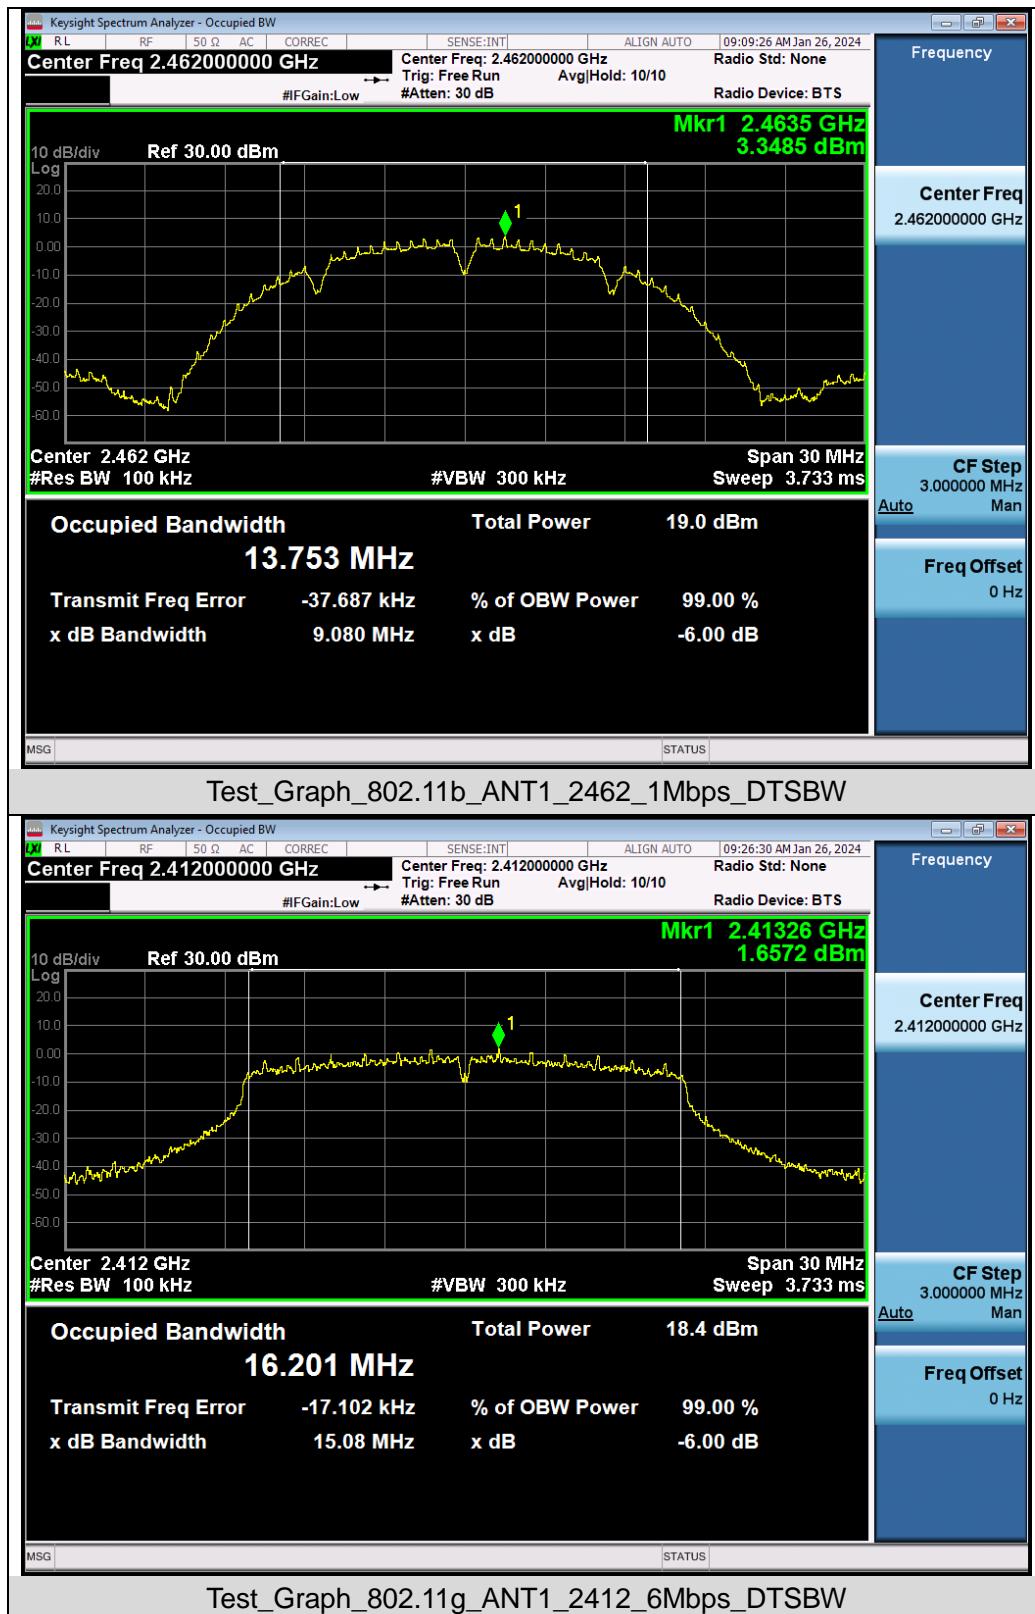 Keysight Spectrum Analyzer - Occupied BW
LXI RL RF 50 Ω AC CORREC SENSE:INT ALIGN AUTO 09:09:26 AM Jan 26, 2024
Center Freq 2.462000000 GHz
Center Freq: 2.462000000 GHz Radio Std: None
Trig: Free Run Avg|Hold: 10/10
#IFGain:Low #Atten: 30 dB Radio Device: BTS
Frequency
Mkr1 2.4635 GHz
3.3485 dBm
10 dB/div Ref 30.00 dBm
Log
20.0
10.0
0.00
-10.0
-20.0
-30.0
-40.0
-50.0
-60.0
1
Center Freq
2.462000000 GHz
Center 2.462 GHz Span 30 MHz
#Res BW 100 kHz #VBW 300 kHz Sweep 3.733 ms
CF Step
3.000000 MHz
Auto Man
Occupied Bandwidth Total Power 19.0 dBm
13.753 MHz
Transmit Freq Error -37.687 kHz % of OBW Power 99.00 %
x dB Bandwidth 9.080 MHz x dB -6.00 dB
Freq Offset
0 Hz
MSG STATUS
Test_Graph_802.11b_ANT1_2462_1Mbps_DTSBW
Keysight Spectrum Analyzer - Occupied BW
LXI RL RF 50 Ω AC CORREC SENSE:INT ALIGN AUTO 09:26:30 AM Jan 26, 2024
Center Freq 2.412000000 GHz
Center Freq: 2.412000000 GHz Radio Std: None
Trig: Free Run Avg|Hold: 10/10
#IFGain:Low #Atten: 30 dB Radio Device: BTS
Frequency
Mkr1 2.41326 GHz
1.6572 dBm
10 dB/div Ref 30.00 dBm
Log
20.0
10.0
0.00
-10.0
-20.0
-30.0
-40.0
-50.0
-60.0
1
Center Freq
2.412000000 GHz
Center 2.412 GHz Span 30 MHz
#Res BW 100 kHz #VBW 300 kHz Sweep 3.733 ms
CF Step
3.000000 MHz
Auto Man
Occupied Bandwidth Total Power 18.4 dBm
16.201 MHz
Transmit Freq Error -17.102 kHz % of OBW Power 99.00 %
x dB Bandwidth 15.08 MHz x dB -6.00 dB
Freq Offset
0 Hz
MSG STATUS
Test_Graph_802.11g_ANT1_2412_6Mbps_DTSBW